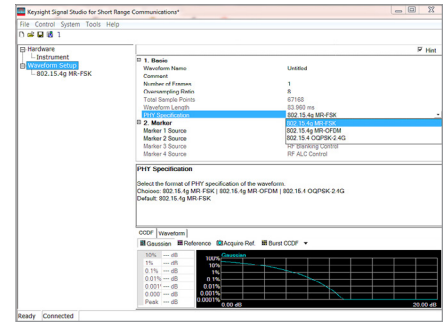 Keysight Signal Studio for Short Range Communications*
File Control System Tools Help
Hardware
Instrument
Waveform Setup
802.15.4g MR-FSK
Hint
1. Basic
Waveform Name Untitled
Comment
Number of Frames 1
Oversampling Ratio 8
Total Sample Points 67168
Waveform Length 83.960 ms
PHY Specification 802.15.4g MR-FSK
2. Marker 802.15.4g MR-FSK
Marker 1 Source 802.15.4g MR-OFDM
Marker 2 Source 802.15.4 OQPSK-2.4G
Marker 3 Source RF Blanking Control
Marker 4 Source RF ALC Control
PHY Specification
Select the format of PHY specification of the waveform.
Choices: 802.15.4g MR-FSK | 802.15.4g MR-OFDM | 802.15.4 OQPSK-2.4G
Default: 802.15.4g MR-FSK
CCDF Waveform
Gaussian Reference Acquire Ref. Burst CCDF
10% --- dB
1% --- dB
0.1% --- dB
0.01% --- dB
0.001% --- dB
Peak --- dB
Gaussian
100%
10%
1%
0.1%
0.01%
0.001%
0.0001%
0.00 dB 20.00 dB
Ready Connected